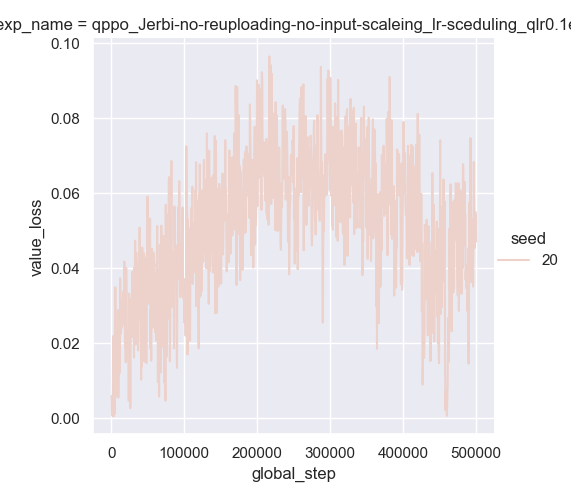 exp_name = qppo_Jerbi-no-reuploading-no-input-scaleing_lr-sceduling_qlr0.1e
0.10
0.08
0.06
0.04
0.02
0.00
value_loss
0 100000 200000 300000 400000 500000
global_step
seed
20